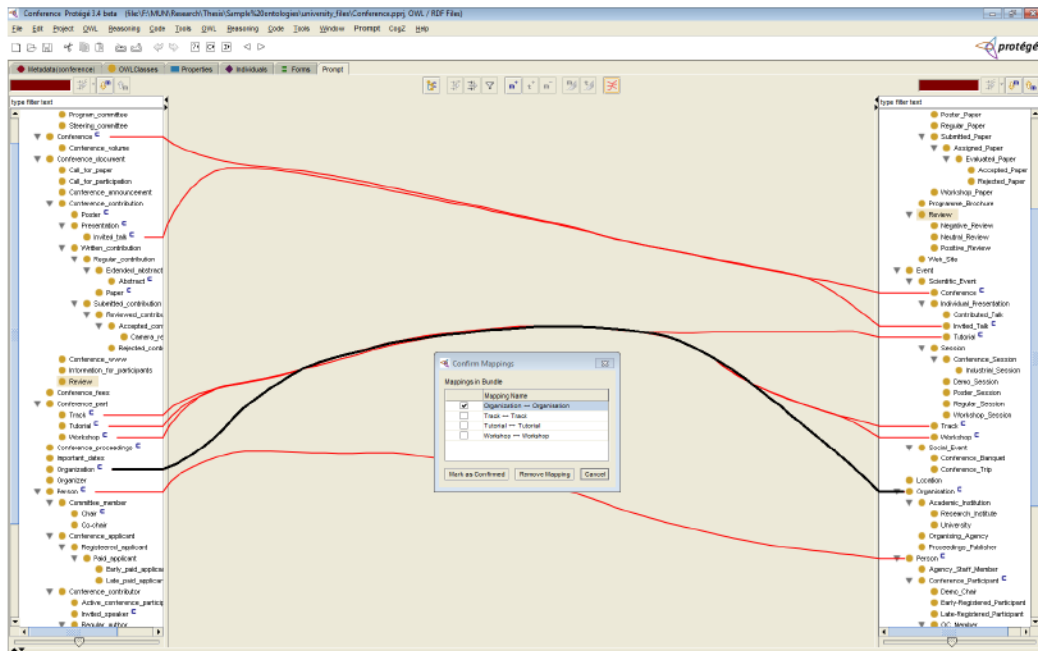 Conference Protégé 3.4 beta (file:\F:\MUN\Research\Thesis\Sample%20ontologies\university_files\Conference.pprj, OWL / RDF Files)
File Edit Project OWL Reasoning Code Tools OWL Reasoning Code Tools Window Prompt CogZ Help
protégé
Metadata(conference) OWLClasses Properties Individuals Forms Prompt
type filter text
Program_committee
Steering_committee
Conference C
Conference_volume
Conference_document
Call_for_paper
Call_for_participation
Conference_announcement
Conference_contribution
Poster C
Presentation C
Invited_talk C
Written_contribution
Regular_contribution
Extended_abstract
Abstract C
Paper C
Submitted_contribution
Reviewed_contrib
Accepted_con
Camera_re
Rejected_cont
Conference_www
Information_for_participants
Review
Conference_fees
Conference_part
Track C
Tutorial C
Workshop C
Conference_proceedings C
Important_dates
Organization C
Organizer
Person C
Committee_member
Chair C
Co-chair
Conference_applicant
Registered_applicant
Paid_applicant
Early_paid_applica
Late_paid_applican
Conference_contributor
Active_conference_particip
Invited_speaker C
Regular_author
Confirm Mappings
Mappings in Bundle
Mapping Name
Organization -- Organisation
Track -- Track
Tutorial -- Tutorial
Workshop -- Workshop
Mark as Confirmed Remove Mapping Cancel
type filter text
Poster_Paper
Regular_Paper
Submitted_Paper
Assigned_Paper
Evaluated_Paper
Accepted_Paper
Rejected_Paper
Workshop_Paper
Programme_Brochure
Review
Negative_Review
Neutral_Review
Positive_Review
Web_Site
Event
Scientific_Event
Conference C
Individual_Presentation
Contributed_Talk
Invited_Talk C
Tutorial C
Session
Conference_Session
Industrial_Session
Demo_Session
Poster_Session
Regular_Session
Workshop_Session
Track C
Workshop C
Social_Event
Conference_Banquet
Conference_Trip
Location
Organisation C
Academic_Institution
Research_Institute
University
Organising_Agency
Proceedings_Publisher
Person C
Agency_Staff_Member
Conference_Participant C
Demo_Chair
Early-Registered_Participant
Late-Registered_Participant
OC_Member